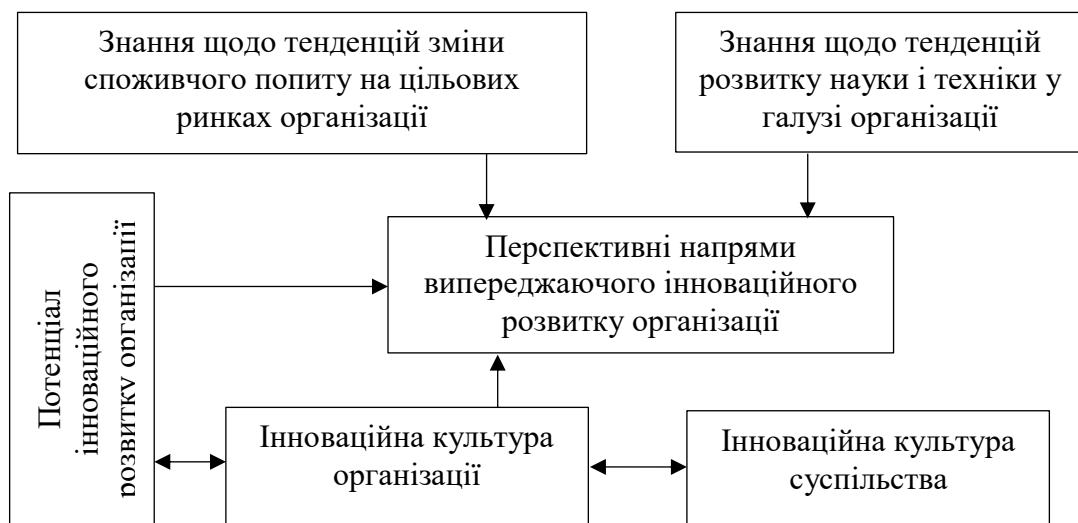 Знання щодо тенденцій зміни
споживчого попиту на цільових
ринках організації
Знання щодо тенденцій
розвитку науки і техніки у
галузі організації
Потенціал
інноваційного
розвитку організації
Перспективні напрями
випереджаючого інноваційного
розвитку організації
Інноваційна культура
організації
Інноваційна культура
суспільства